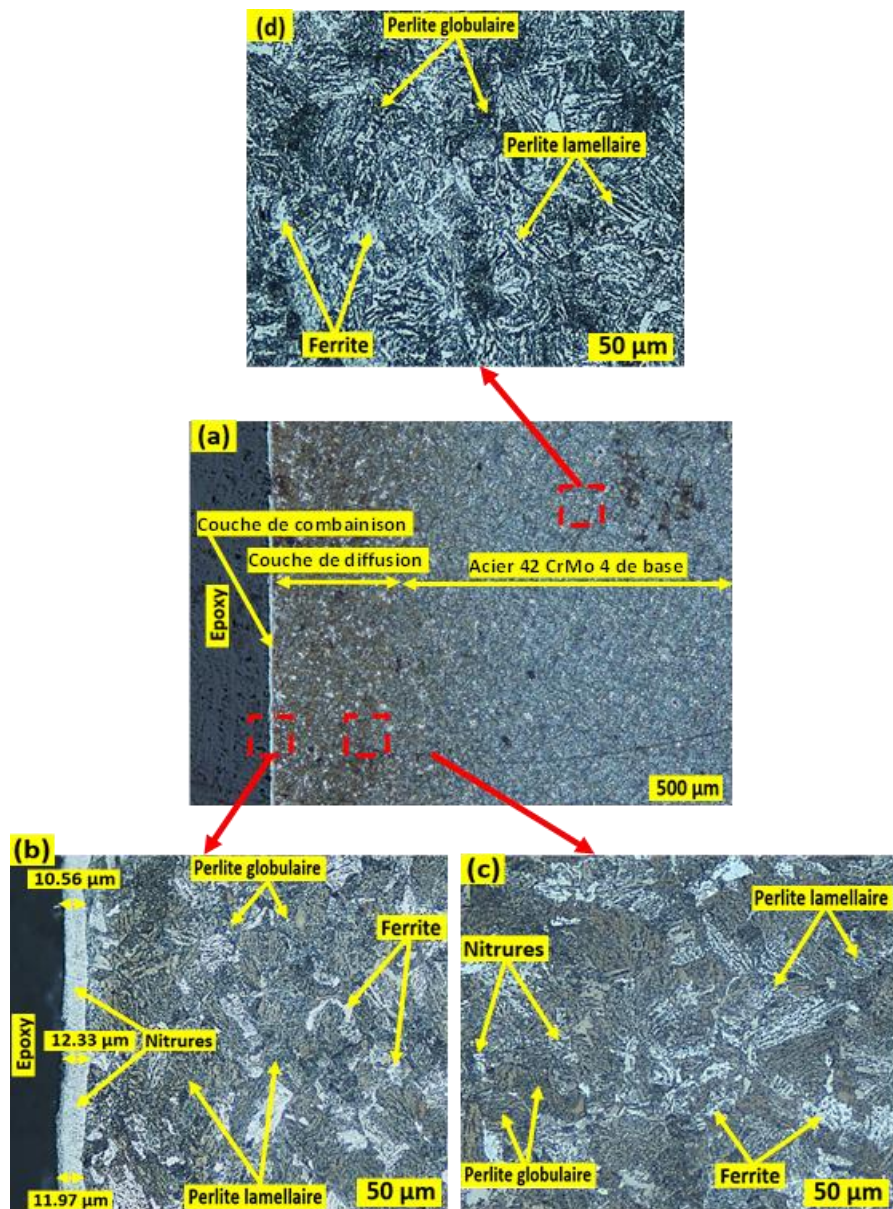 (d)
Perlite globulaire
Perlite lamellaire
Ferrite
50 µm
(a)
Couche de combainison
Couche de diffusion
Acier 42 CrMo 4 de base
Epoxy
500 µm
(b)
Perlite globulaire
10.56 µm
Ferrite
Epoxy
12.33 µm
Nitrures
Perlite lamellaire
11.97 µm
50 µm
(c)
Perlite lamellaire
Nitrures
Perlite globulaire
Ferrite
50 µm